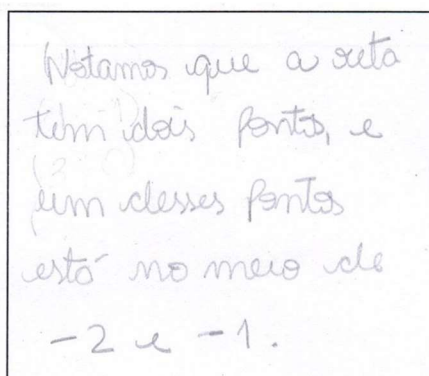 Notamos que a reta
tem dois pontos, e
um desses pontos
está no meio de
-2 e -1.